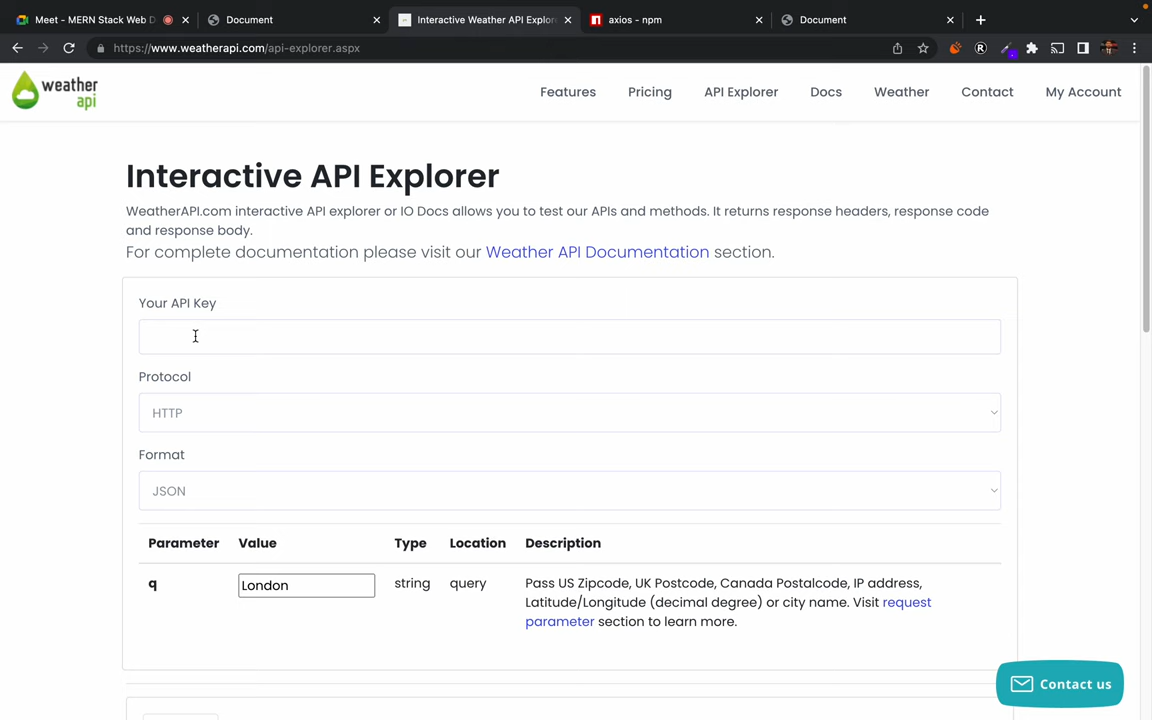 Meet - MERN Stack Web D
Document
Interactive Weather API Explor
axios - npm
Document
https://www.weatherapi.com/api-explorer.aspx
weather
api
Features
Pricing
API Explorer
Docs
Weather
Contact
My Account
Interactive API Explorer
WeatherAPI.com interactive API explorer or IO Docs allows you to test our APIs and methods. It returns response headers, response code
and response body.
For complete documentation please visit our Weather API Documentation section.
Your API Key
Protocol
HTTP
Format
JSON
Parameter Value Type Location Description
q London string query Pass US Zipcode, UK Postcode, Canada Postalcode, IP address,
Latitude/Longitude (decimal degree) or city name. Visit request
parameter section to learn more.
Contact us